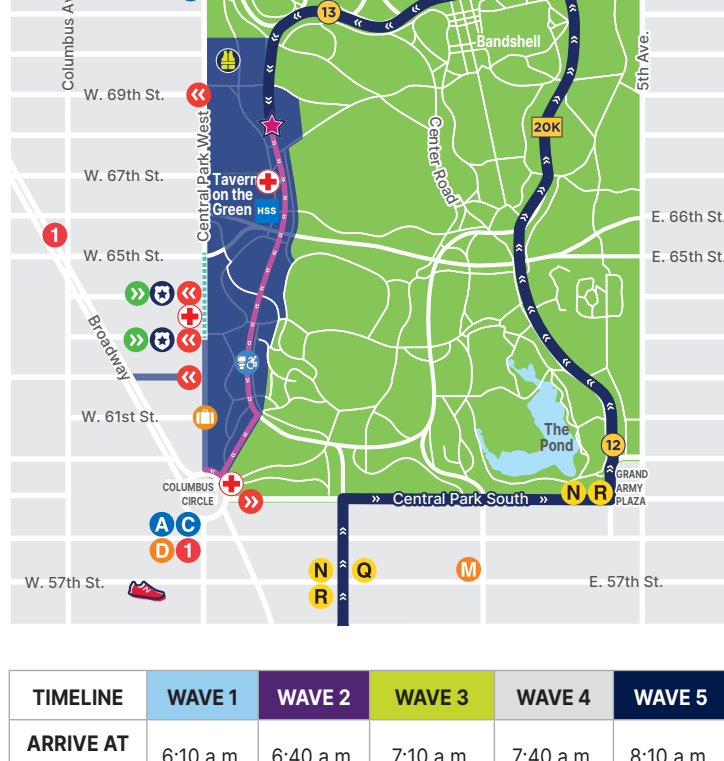 13
Columbus Av
Bandshell
5th Ave.
W. 69th St.
Central Park West
20K
Center Road
W. 67th St.
Tavern
on the
Green
HSS
E. 66th St.
1
W. 65th St.
E. 65th St.
Broadway
W. 61st St.
The
Pond
12
COLUMBUS
CIRCLE
GRAND
ARMY
PLAZA
Central Park South
N R
A C
D 1
N Q
R
M
W. 57th St.
N
E. 57th St.
TIMELINE WAVE 1 WAVE 2 WAVE 3 WAVE 4 WAVE 5
ARRIVE AT
6:10 a.m. 6:40 a.m. 7:10 a.m. 7:40 a.m. 8:10 a.m.